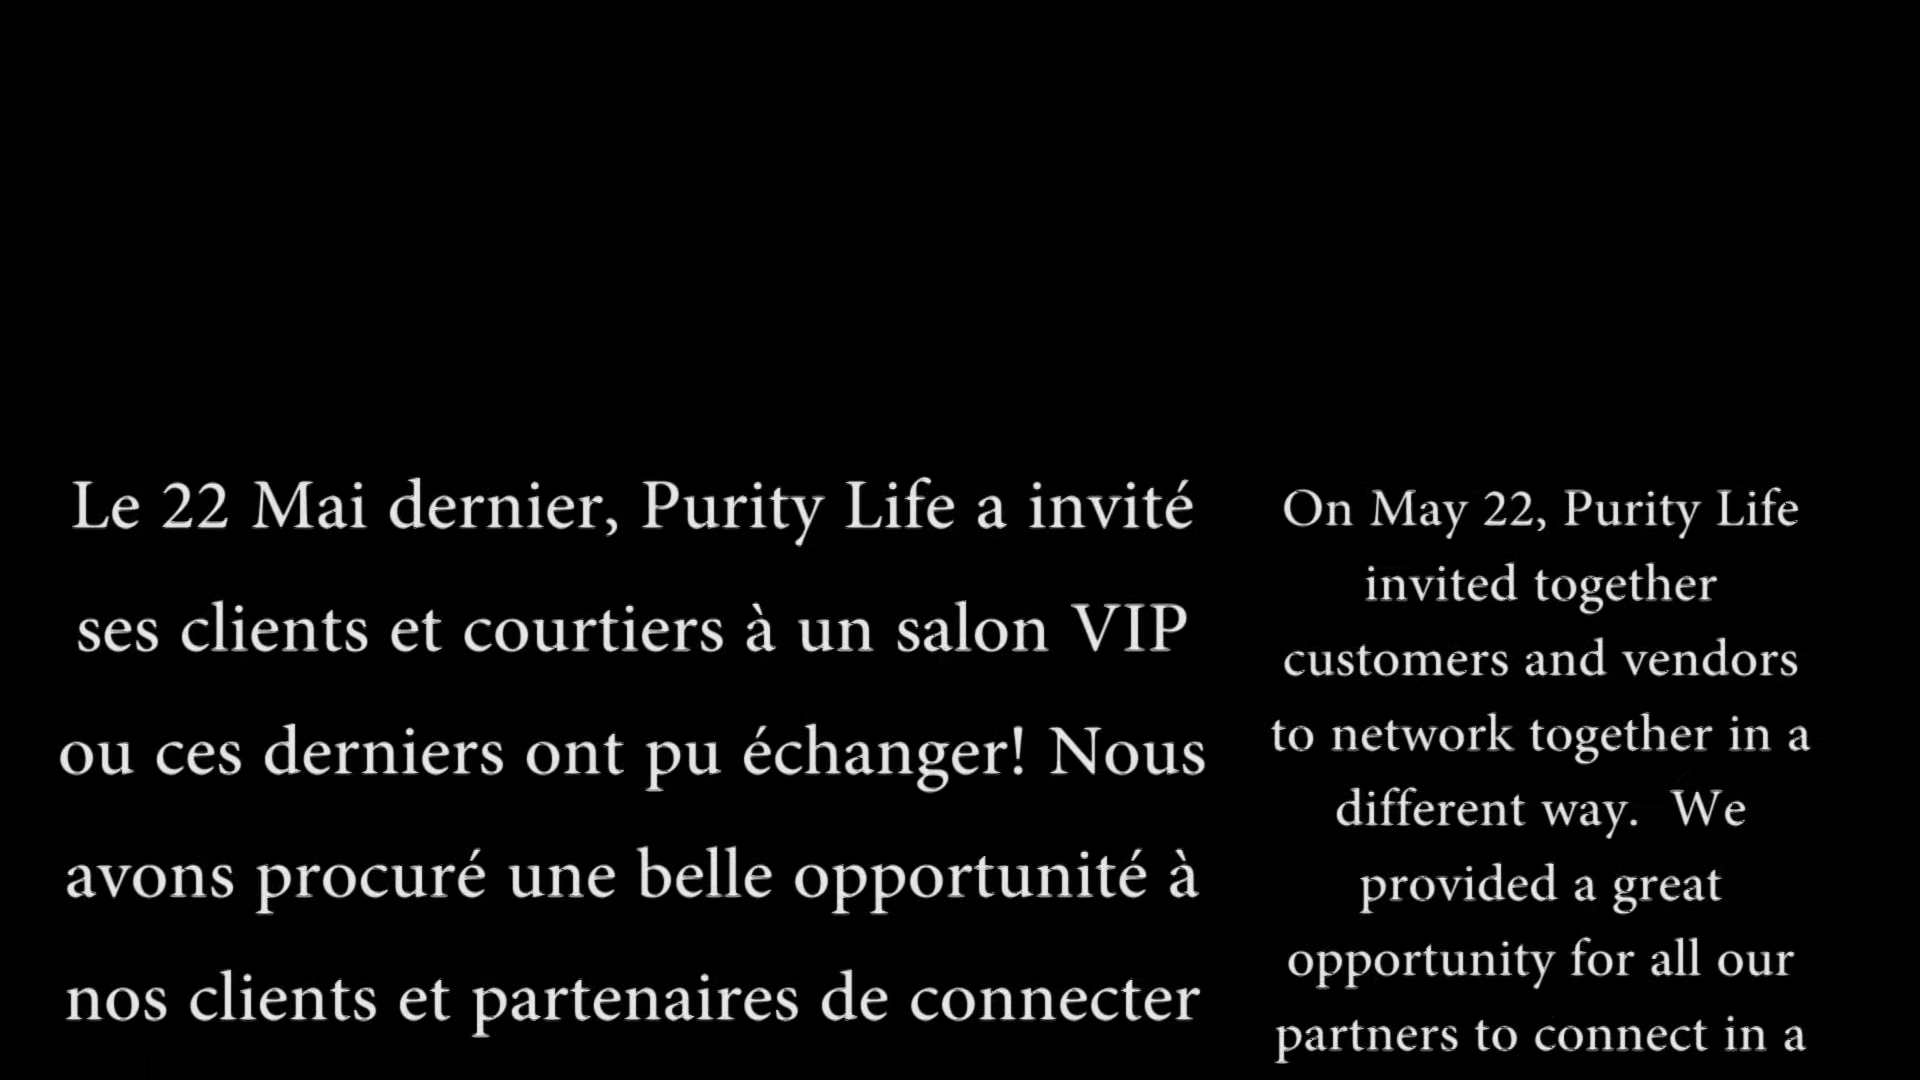 Le 22 Mai dernier, Purity Life a invité
ses clients et courtiers à un salon VIP
ou ces derniers ont pu échanger! Nous
avons procuré une belle opportunité à
nos clients et partenaires de connecter
On May 22, Purity Life
invited together
customers and vendors
to network together in a
different way.  We
provided a great
opportunity for all our
partners to connect in a